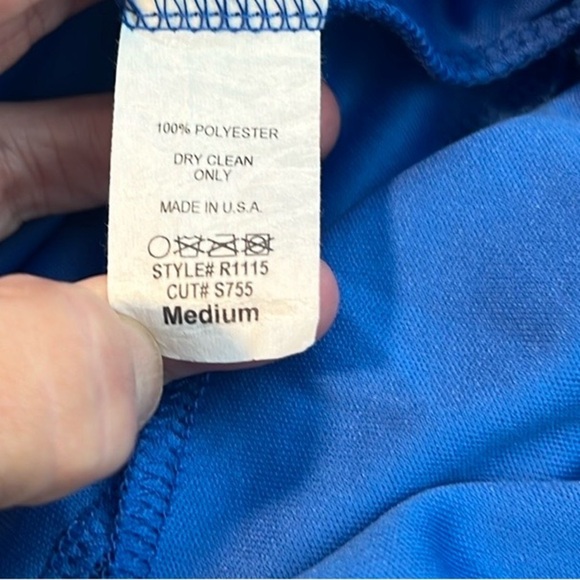 100% POLYESTER
DRY CLEAN
ONLY
MADE IN U.S.A.
STYLE# R1115
CUT# S755
Medium